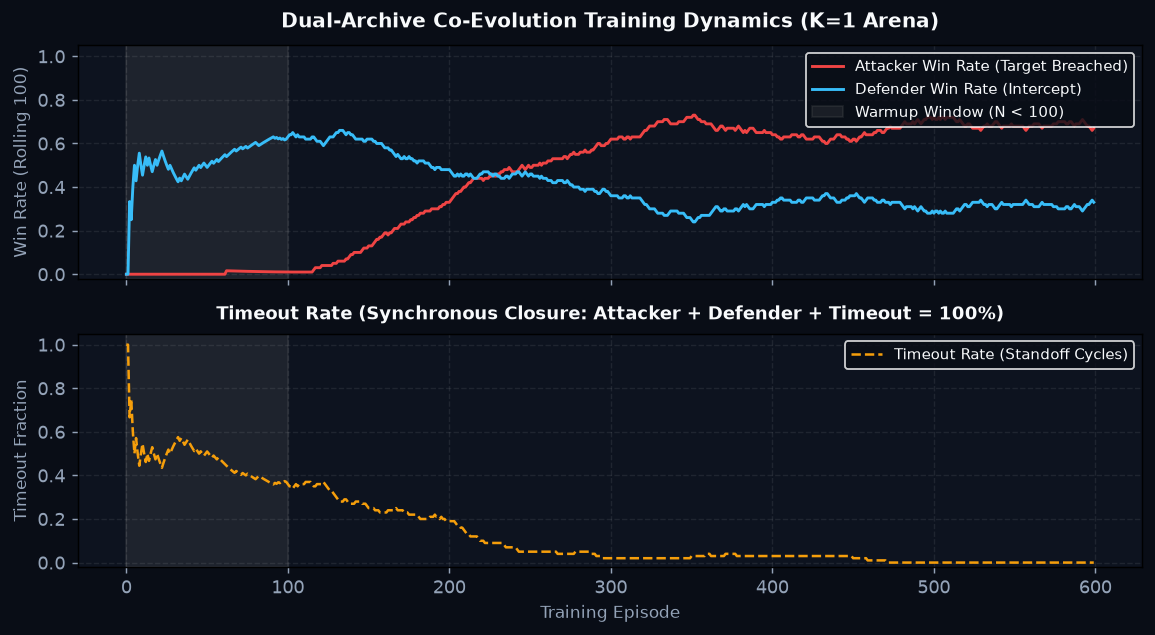 Dual-Archive Co-Evolution Training Dynamics (K=1 Arena)
Win Rate (Rolling 100)
1.0
0.8
0.6
0.4
0.2
0.0
Attacker Win Rate (Target Breached)
Defender Win Rate (Intercept)
Warmup Window (N < 100)
Timeout Rate (Synchronous Closure: Attacker + Defender + Timeout = 100%)
Timeout Fraction
1.0
0.8
0.6
0.4
0.2
0.0
Timeout Rate (Standoff Cycles)
0 100 200 300 400 500 600
Training Episode